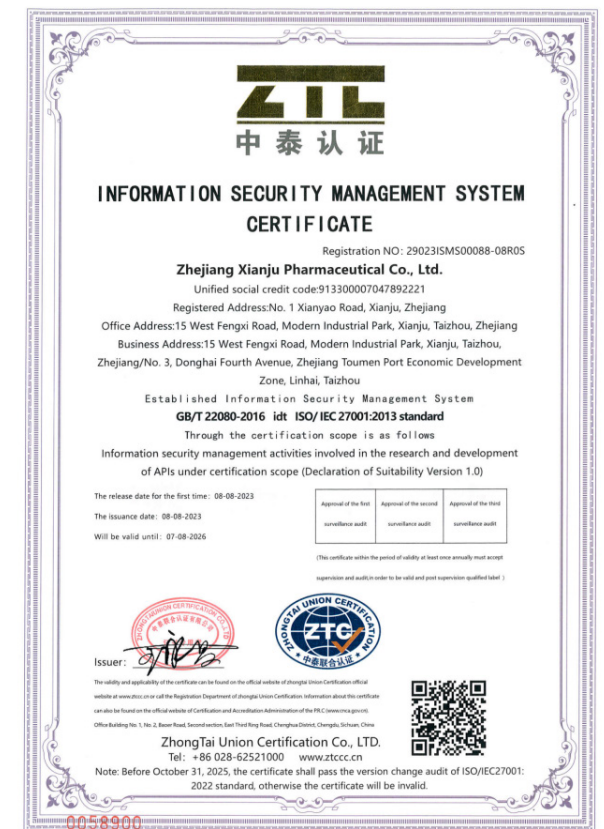 ZTC
中泰认证
INFORMATION SECURITY MANAGEMENT SYSTEM
CERTIFICATE
Registration NO: 29023ISMS00088-08R0S
Zhejiang Xianju Pharmaceutical Co., Ltd.
Unified social credit code:913300007047892221
Registered Address:No. 1 Xianyao Road, Xianju, Zhejiang
Office Address:15 West Fengxi Road, Modern Industrial Park, Xianju, Taizhou, Zhejiang
Business Address:15 West Fengxi Road, Modern Industrial Park, Xianju, Taizhou,
Zhejiang/No. 3, Donghai Fourth Avenue, Zhejiang Toumen Port Economic Development
Zone, Linhai, Taizhou
Established Information Security Management System
GB/T 22080-2016 idt ISO/ IEC 27001:2013 standard
Through the certification scope is as follows
Information security management activities involved in the research and development
of APIs under certification scope (Declaration of Suitability Version 1.0)
The release date for the first time: 08-08-2023
The issuance date: 08-08-2023
Will be valid until: 07-08-2026
Approval of the first
surveillance audit
Approval of the second
surveillance audit
Approval of the third
surveillance audit
(This certificate within the period of validity at least once annually must accept
supervision and audit,in order to be valid and post supervision qualified label )
ZHONGTAI UNION CERTIFICATION CO.,LTD
中泰联合认证有限公司
ZHONGTAI UNION CERTIFICATION
ZTC
中泰联合认证
Issuer:
The validity and applicability of the certificate can be found on the official website of zhongtai Union Certification official
website at www.ztccc.cn or call the Registration Department of zhongtai Union Certification. Information about this certificate
can also be found on the official website of Certification and Accreditation Administration of the P.R.C (www.cnca.gov.cn).
Office Building No. 1, No. 2, Road, Second section, East Third Ring Road, Chenghua District, Chengdu, Sichuan, China
ZhongTai Union Certification Co., LTD.
Tel: +86 028-62521000 www.ztccc.cn
Note: Before October 31, 2025, the certificate shall pass the version change audit of ISO/IEC27001:
2022 standard, otherwise the certificate will be invalid.
0058900